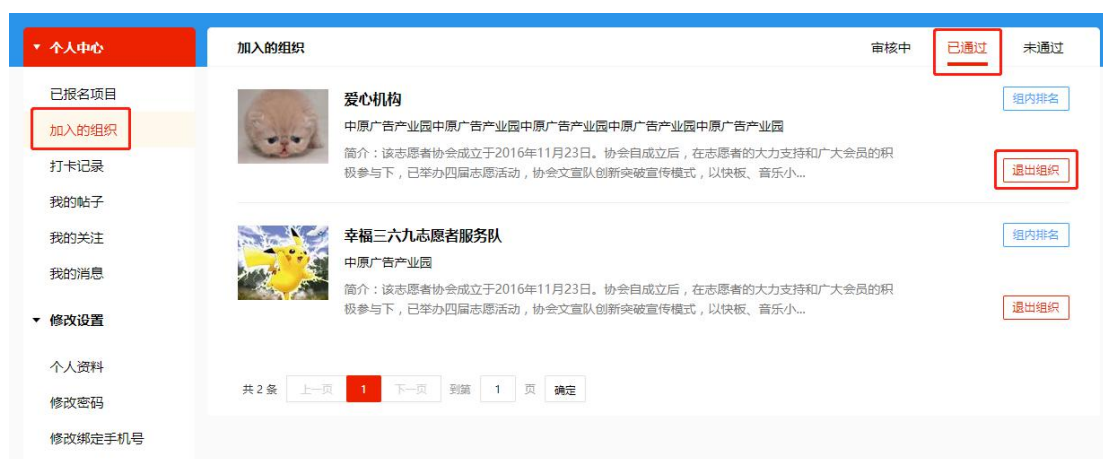 个人中心
加入的组织
审核中
已通过
未通过
已报名项目
加入的组织
打卡记录
我的帖子
我的关注
我的消息
修改设置
个人资料
修改密码
修改绑定手机号
爱心机构
组内排名
中原广告产业园中原广告产业园中原广告产业园中原广告产业园中原广告产业园
简介：该志愿者协会成立于2016年11月23日。协会自成立后，在志愿者的大力支持和广大会员的积
极参与下，已举办四届志愿活动，协会文宣队创新突破宣传模式，以快板、音乐小...
退出组织
幸福三六九志愿者服务队
组内排名
中原广告产业园
简介：该志愿者协会成立于2016年11月23日。协会自成立后，在志愿者的大力支持和广大会员的积
极参与下，已举办四届志愿活动，协会文宣队创新突破宣传模式，以快板、音乐小...
退出组织
共 2 条 上一页 1 下一页 到第 1 页 确定